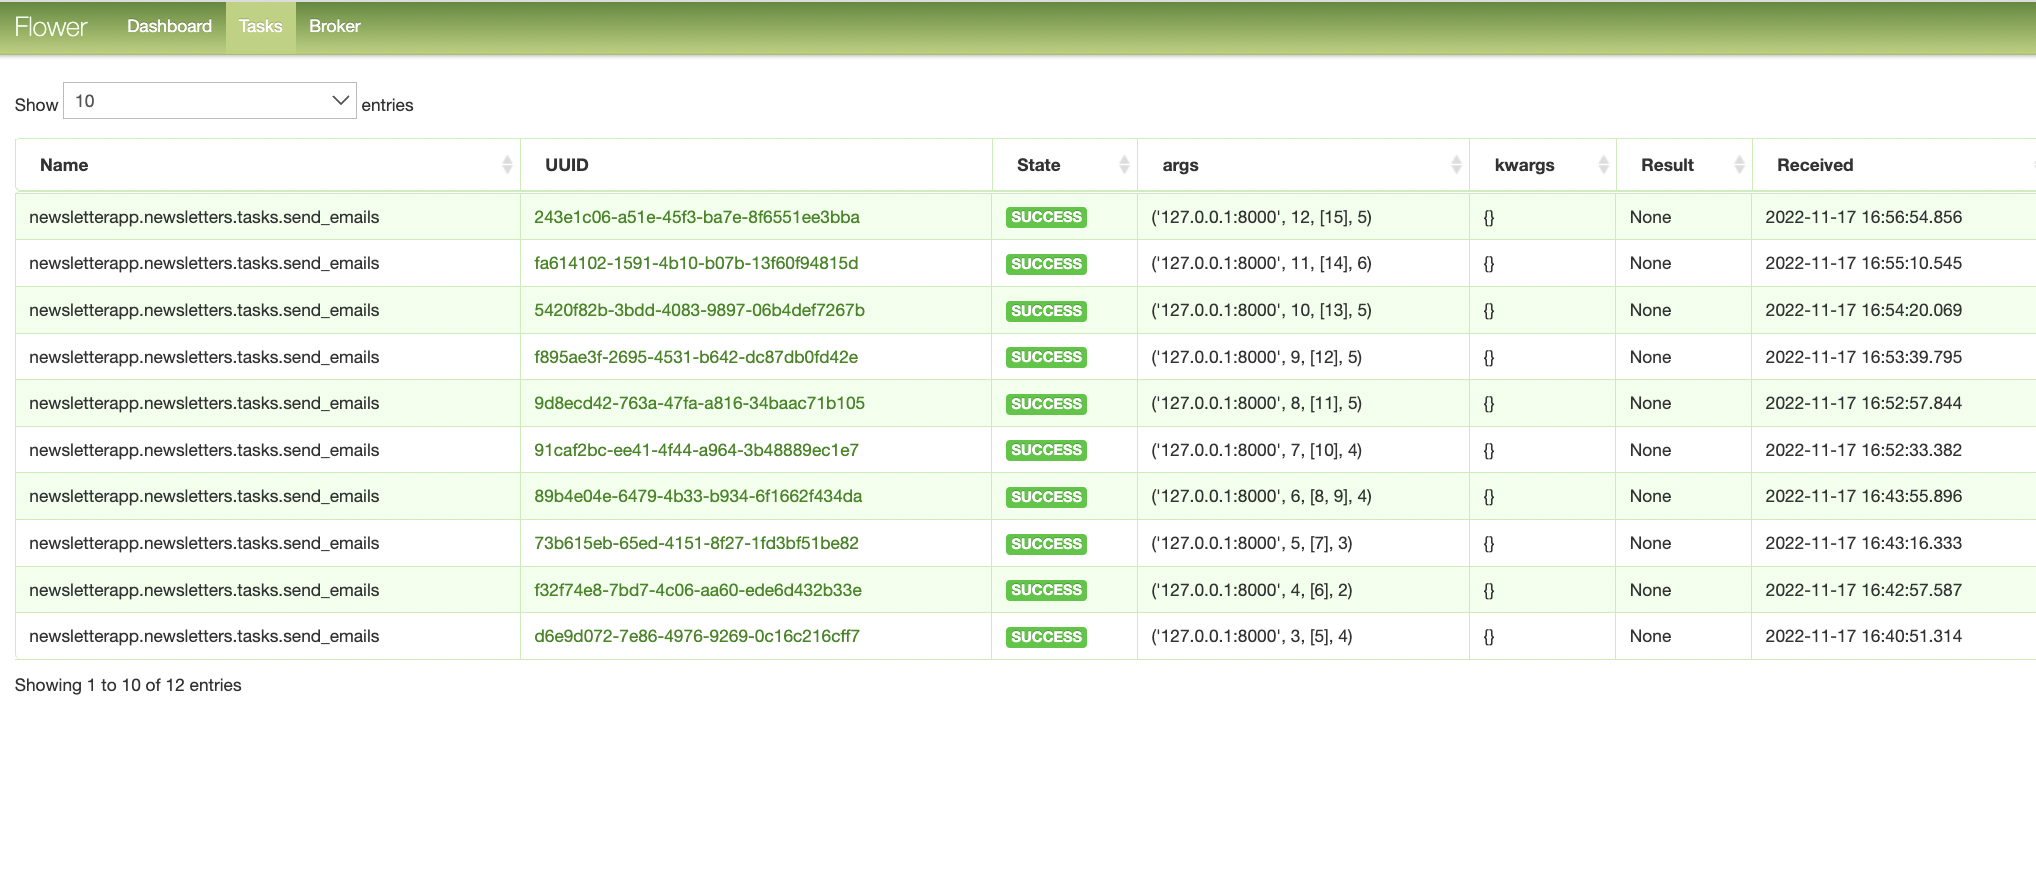 Flower Dashboard Tasks Broker
Show 10 entries
Name UUID State args kwargs Result Received
newsletterapp.newsletters.tasks.send_emails 243e1c06-a51e-45f3-ba7e-8f6551ee3bba SUCCESS ('127.0.0.1:8000', 12, [15], 5) {} None 2022-11-17 16:56:54.856
newsletterapp.newsletters.tasks.send_emails fa614102-1591-4b10-b07b-13f60f94815d SUCCESS ('127.0.0.1:8000', 11, [14], 6) {} None 2022-11-17 16:55:10.545
newsletterapp.newsletters.tasks.send_emails 5420f82b-3bdd-4083-9897-06b4def7267b SUCCESS ('127.0.0.1:8000', 10, [13], 5) {} None 2022-11-17 16:54:20.069
newsletterapp.newsletters.tasks.send_emails f895ae3f-2695-4531-b642-dc87db0fd42e SUCCESS ('127.0.0.1:8000', 9, [12], 5) {} None 2022-11-17 16:53:39.795
newsletterapp.newsletters.tasks.send_emails 9d8ecd42-763a-47fa-a816-34baac71b105 SUCCESS ('127.0.0.1:8000', 8, [11], 5) {} None 2022-11-17 16:52:57.844
newsletterapp.newsletters.tasks.send_emails 91caf2bc-ee41-4f44-a964-3b48889ec1e7 SUCCESS ('127.0.0.1:8000', 7, [10], 4) {} None 2022-11-17 16:52:33.382
newsletterapp.newsletters.tasks.send_emails 89b4e04e-6479-4b33-b934-6f1662f434da SUCCESS ('127.0.0.1:8000', 6, [8, 9], 4) {} None 2022-11-17 16:43:55.896
newsletterapp.newsletters.tasks.send_emails 73b615eb-65ed-4151-8f27-1fd3bf51be82 SUCCESS ('127.0.0.1:8000', 5, [7], 3) {} None 2022-11-17 16:43:16.333
newsletterapp.newsletters.tasks.send_emails f32f74e8-7bd7-4c06-aa60-ede6d432b33e SUCCESS ('127.0.0.1:8000', 4, [6], 2) {} None 2022-11-17 16:42:57.587
newsletterapp.newsletters.tasks.send_emails d6e9d072-7e86-4976-9269-0c16c216cff7 SUCCESS ('127.0.0.1:8000', 3, [5], 4) {} None 2022-11-17 16:40:51.314
Showing 1 to 10 of 12 entries